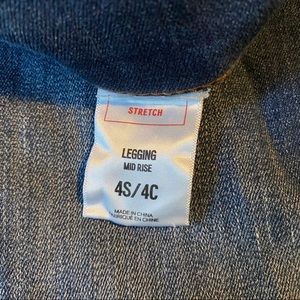 STRETCH
LEGGING
MID RISE
4S/4C
MADE IN CHINA
FABRIQUÉ EN CHINE